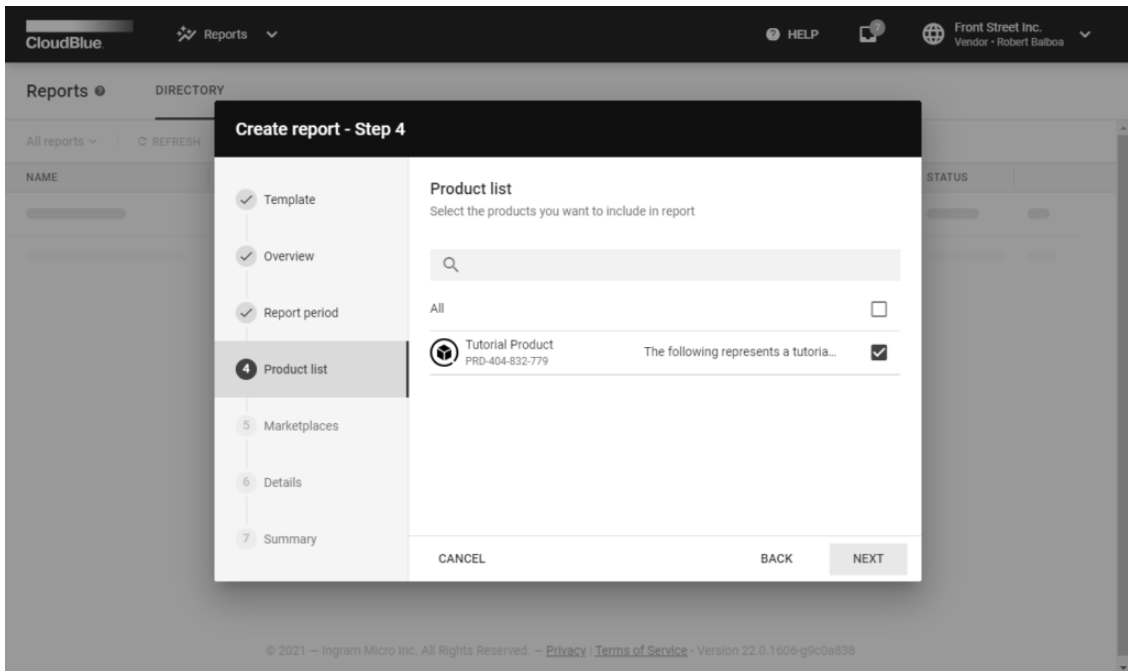 CloudBlue
Reports
HELP
7
Front Street Inc.
Vendor • Robert Balboa
Reports
DIRECTORY
All reports
REFRESH
NAME
STATUS
Create report - Step 4
Template
Overview
Report period
4 Product list
5 Marketplaces
6 Details
7 Summary
Product list
Select the products you want to include in report
All
Tutorial Product
PRD-404-832-779
The following represents a tutoria...
CANCEL
BACK
NEXT
© 2021 – Ingram Micro Inc. All Rights Reserved. – Privacy | Terms of Service - Version 22.0.1606-g9c0a838